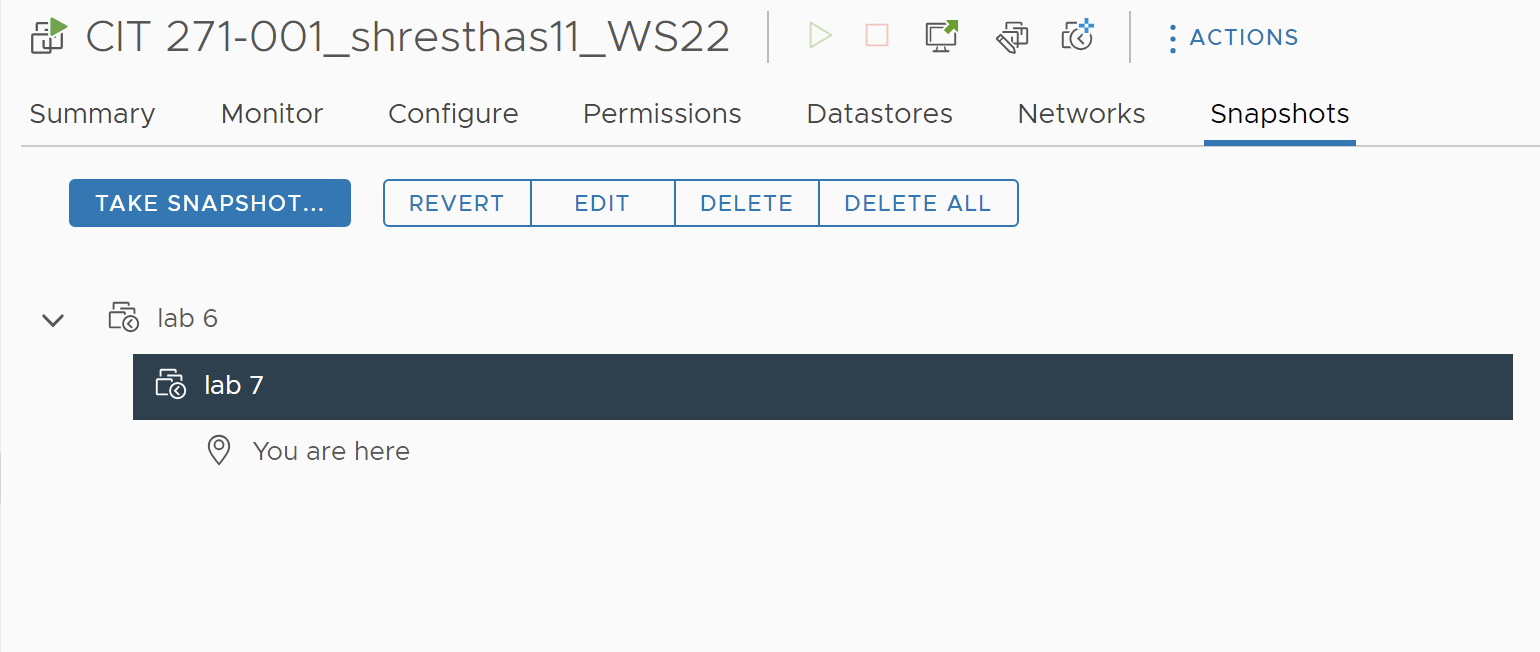 CIT 271-001_shresthas11_WS22
ACTIONS
Summary Monitor Configure Permissions Datastores Networks Snapshots
TAKE SNAPSHOT... REVERT EDIT DELETE DELETE ALL
lab 6
lab 7
You are here